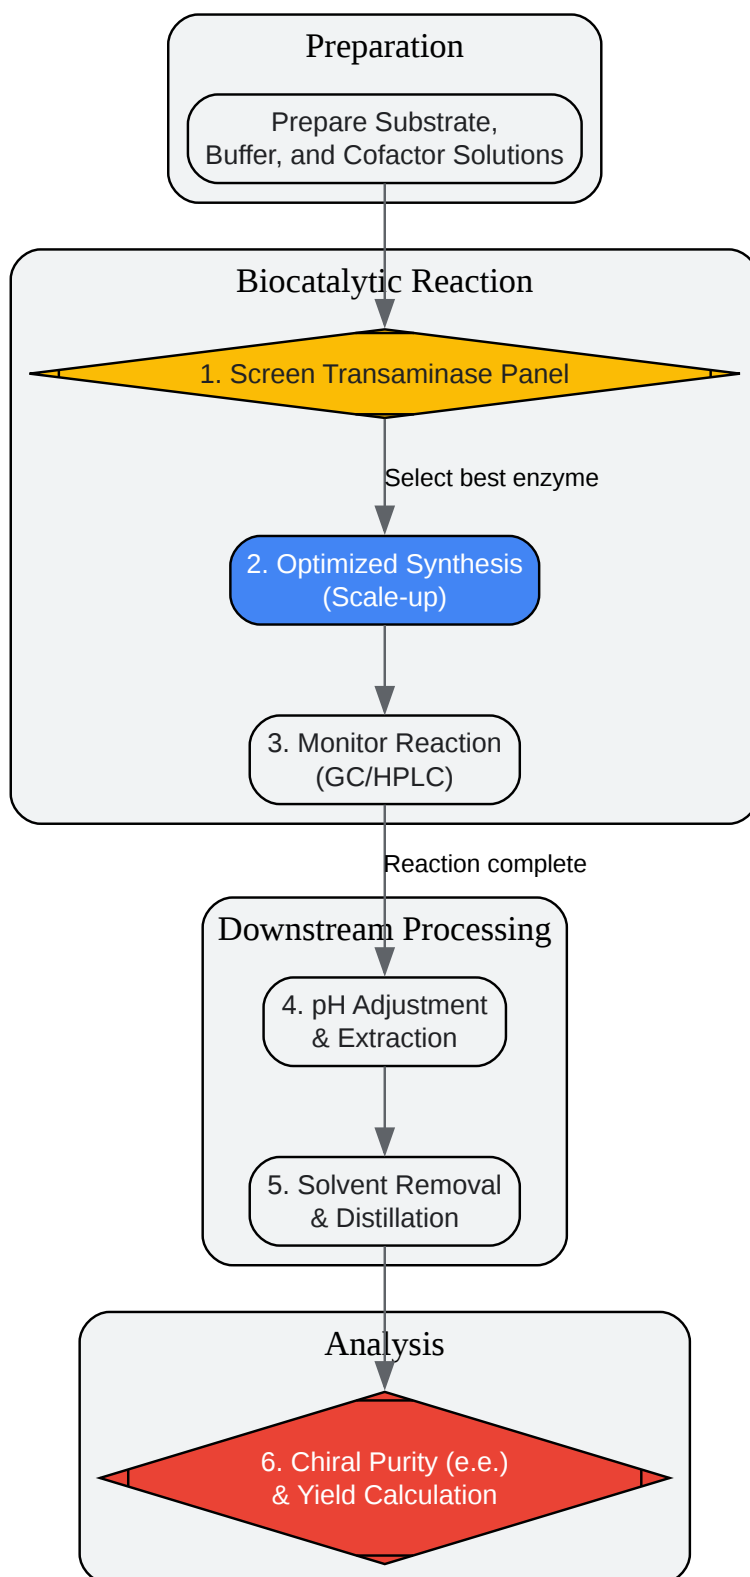 Preparation
Prepare Substrate,
Buffer, and Cofactor Solutions
Biocatalytic Reaction
1. Screen Transaminase Panel
Select best enzyme
2. Optimized Synthesis
(Scale-up)
3. Monitor Reaction
(GC/HPLC)
Reaction complete
Downstream Processing
4. pH Adjustment
& Extraction
5. Solvent Removal
& Distillation
Analysis
6. Chiral Purity (e.e.)
& Yield Calculation